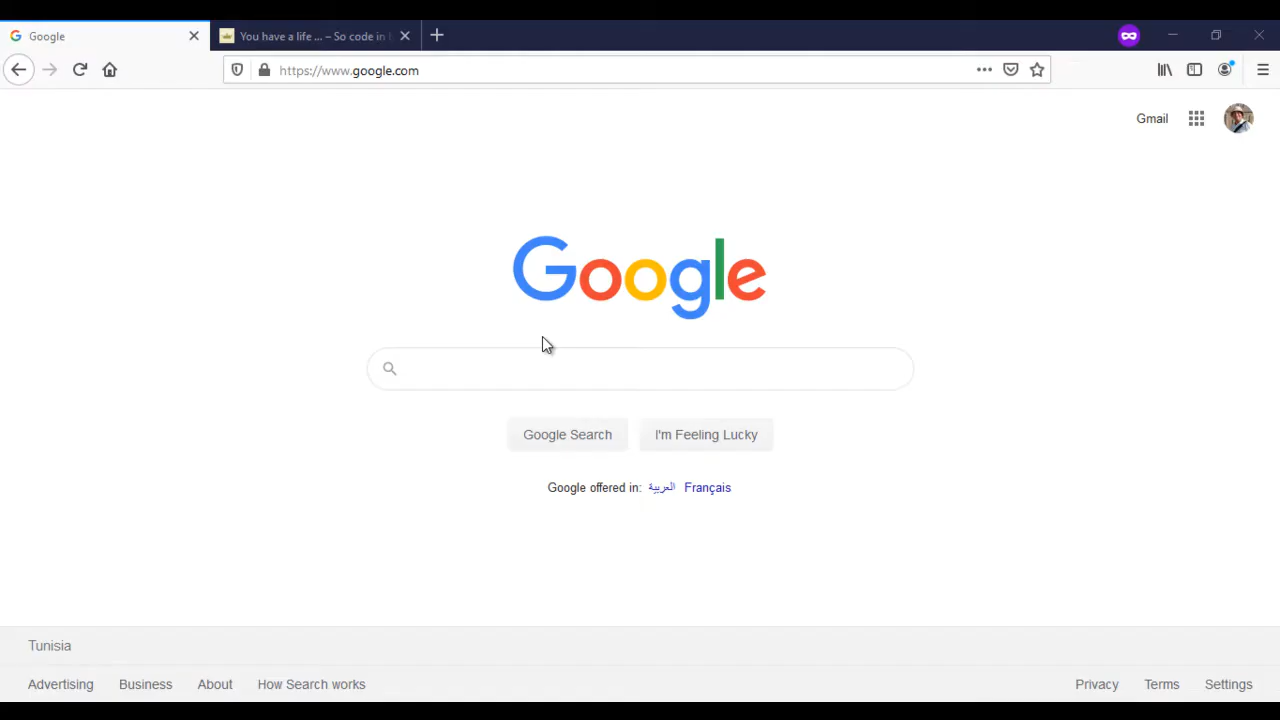 Google
You have a life ... – So code in
https://www.google.com
Gmail
Google
Google Search
I'm Feeling Lucky
Google offered in: العربية Français
Tunisia
Advertising Business About How Search works
Privacy Terms Settings